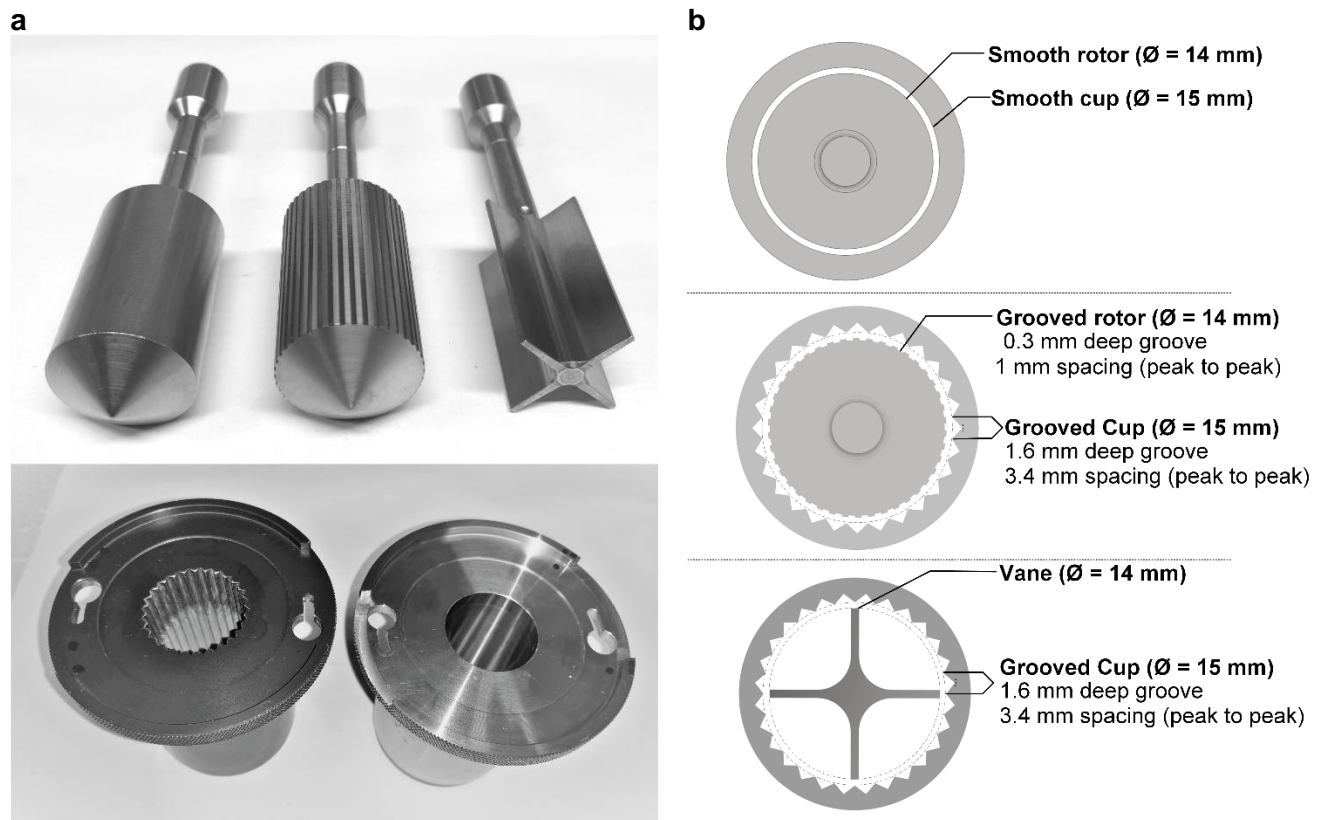 a
b
Smooth rotor (Ø = 14 mm)
Smooth cup (Ø = 15 mm)
Grooved rotor (Ø = 14 mm)
0.3 mm deep groove
1 mm spacing (peak to peak)
Grooved Cup (Ø = 15 mm)
1.6 mm deep groove
3.4 mm spacing (peak to peak)
Vane (Ø = 14 mm)
Grooved Cup (Ø = 15 mm)
1.6 mm deep groove
3.4 mm spacing (peak to peak)